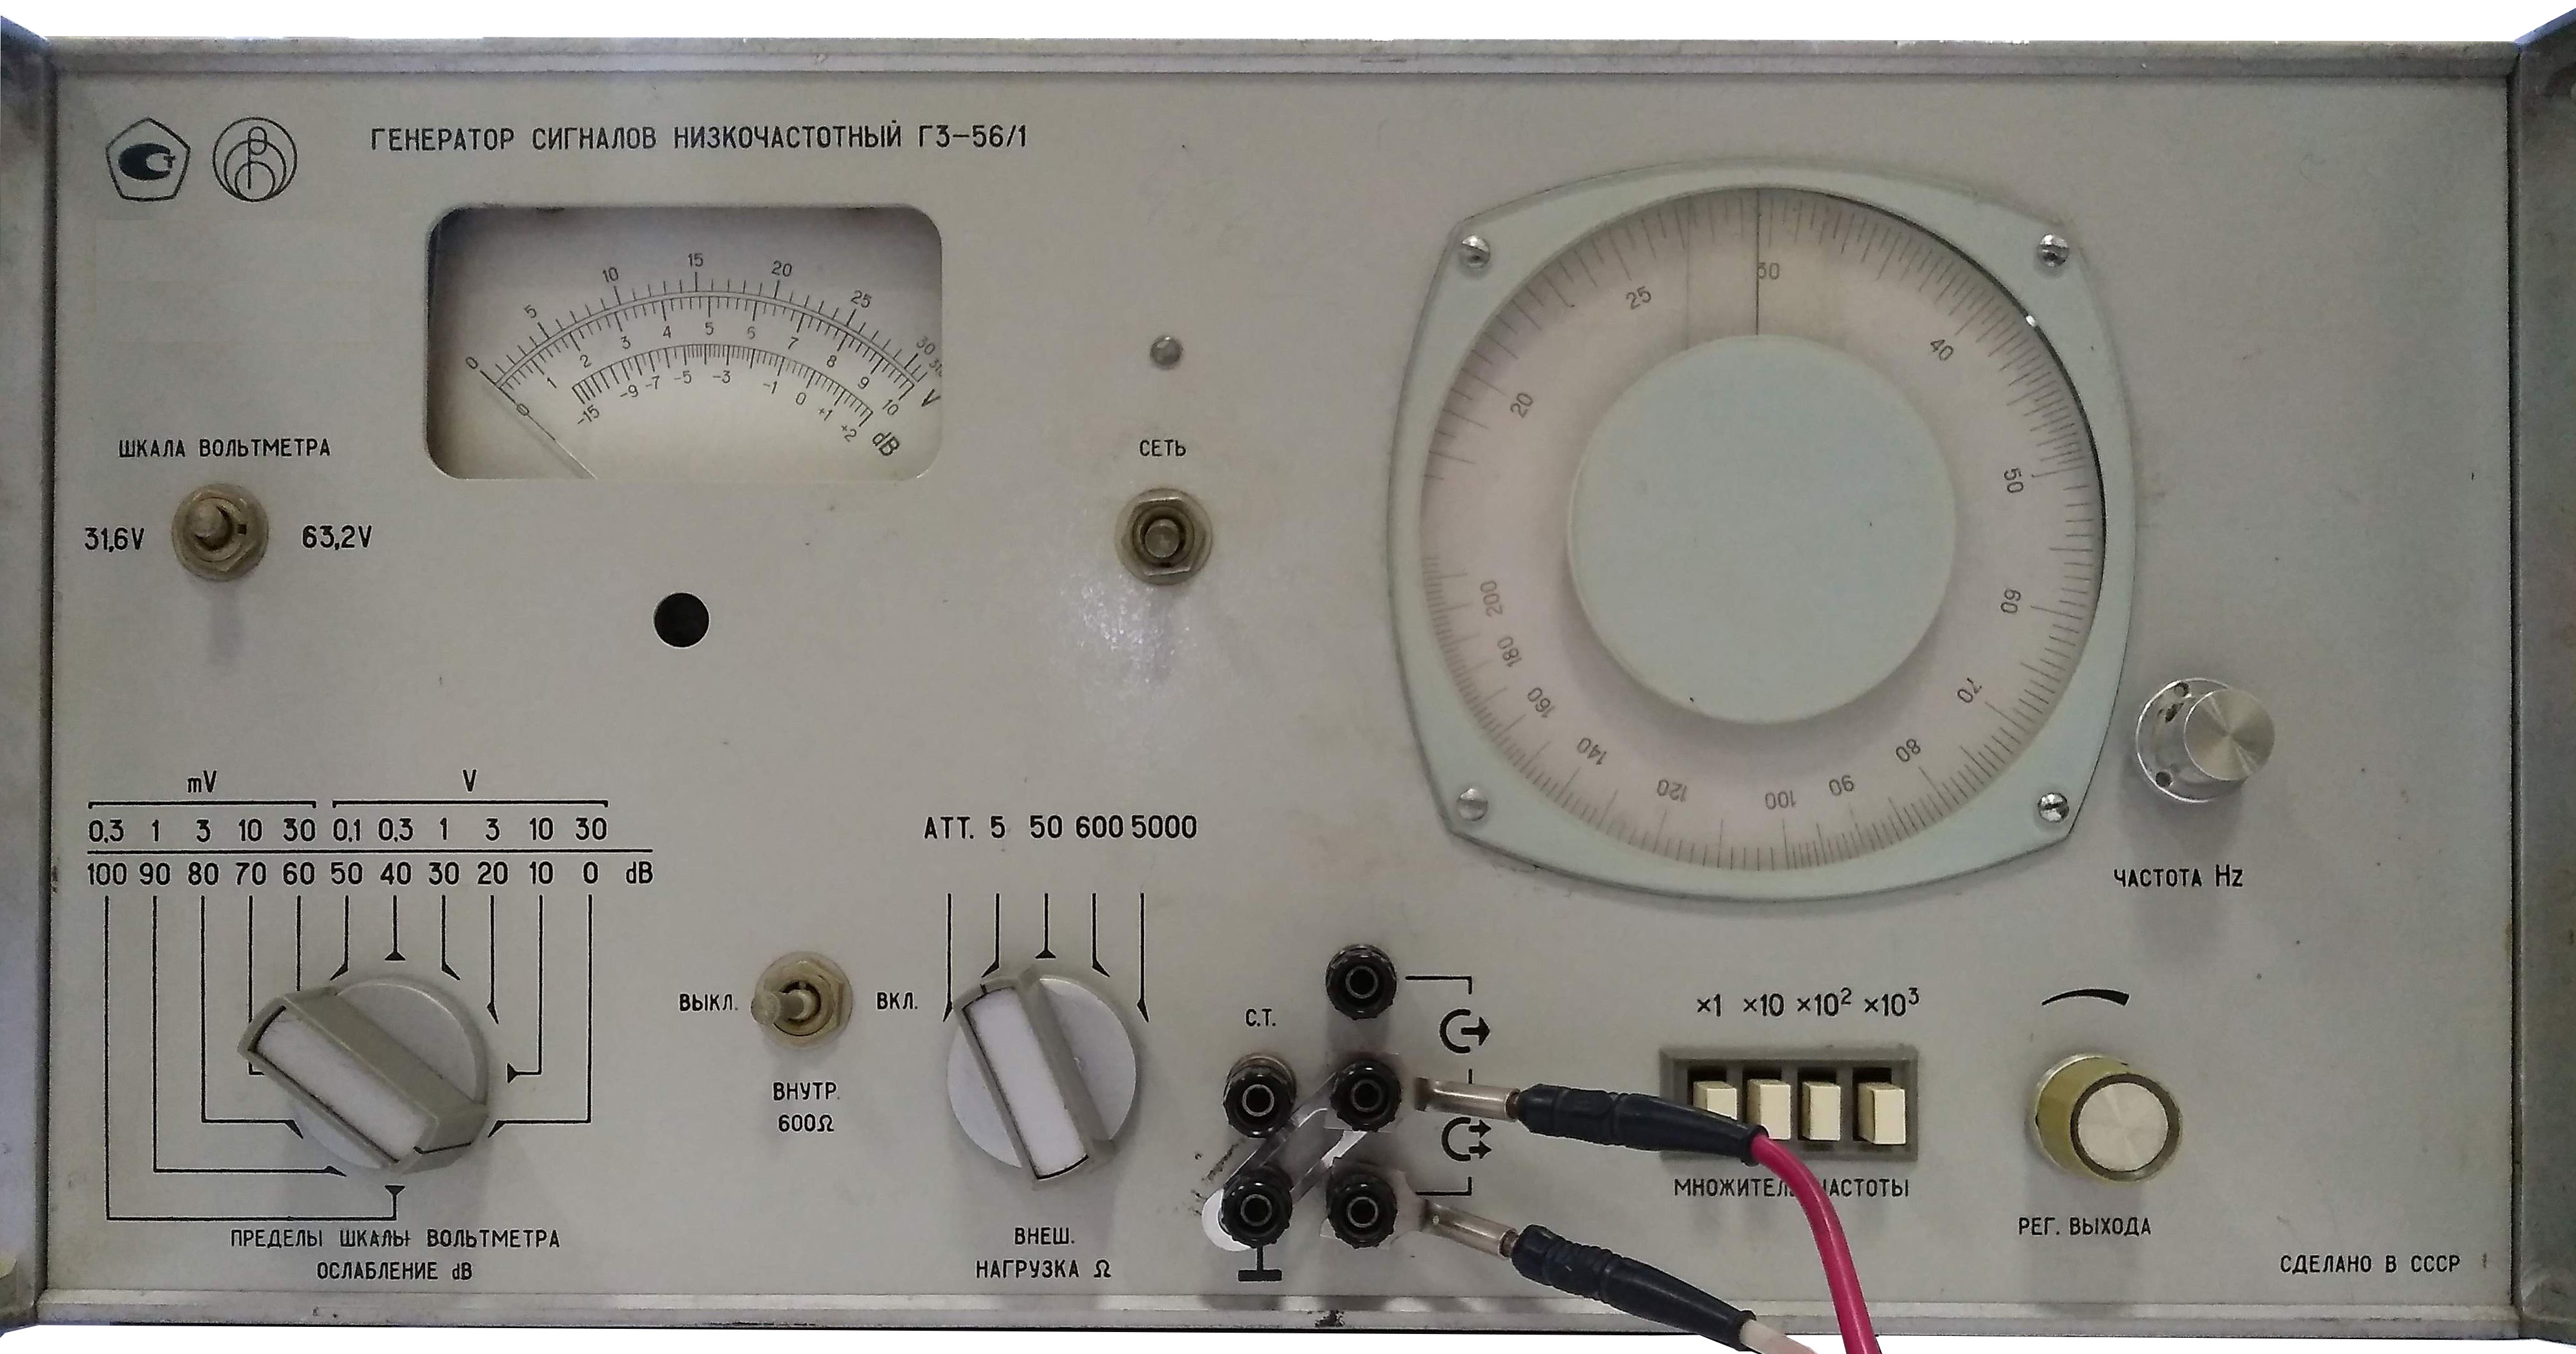 ГЕНЕРАТОР СИГНАЛОВ НИЗКОЧАСТОТНЫЙ Г3-56/1
0 5 10 15 20 25 30
0 1 2 3 4 5 6 7 8 9 10 V
-15 -9 -7 -5 -3 -1 0 +1 +2 dB
20 25 30 40 50 60 70 80 90 100 120 140 160 180 200
ШКАЛА ВОЛЬТМЕТРА
31,6V 63,2V
СЕТЬ
mV V
0,3 1 3 10 30 0,1 0,3 1 3 10 30
100 90 80 70 60 50 40 30 20 10 0 dB
ПРЕДЕЛЫ ШКАЛЫ ВОЛЬТМЕТРА
ОСЛАБЛЕНИЕ dB
ВЫКЛ. ВКЛ.
ВНУТР.
600Ω
АТТ. 5 50 600 5000
ВНЕШ.
НАГРУЗКА Ω
С.Т.
ЧАСТОТА Hz
×1 ×10 ×10² ×10³
МНОЖИТЕЛ АСТОТЫ
РЕГ. ВЫХОДА
СДЕЛАНО В СССР